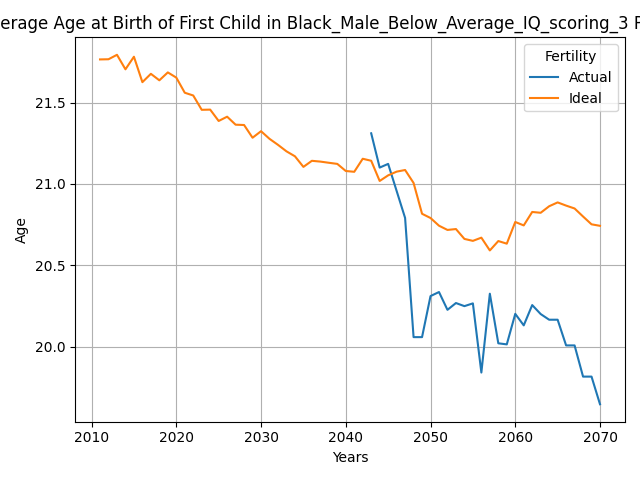 erage Age at Birth of First Child in Black_Male_Below_Average_IQ_scoring_3
Fertility
Actual
Ideal
21.5
21.0
20.5
20.0
Age
2010 2020 2030 2040 2050 2060 2070
Years